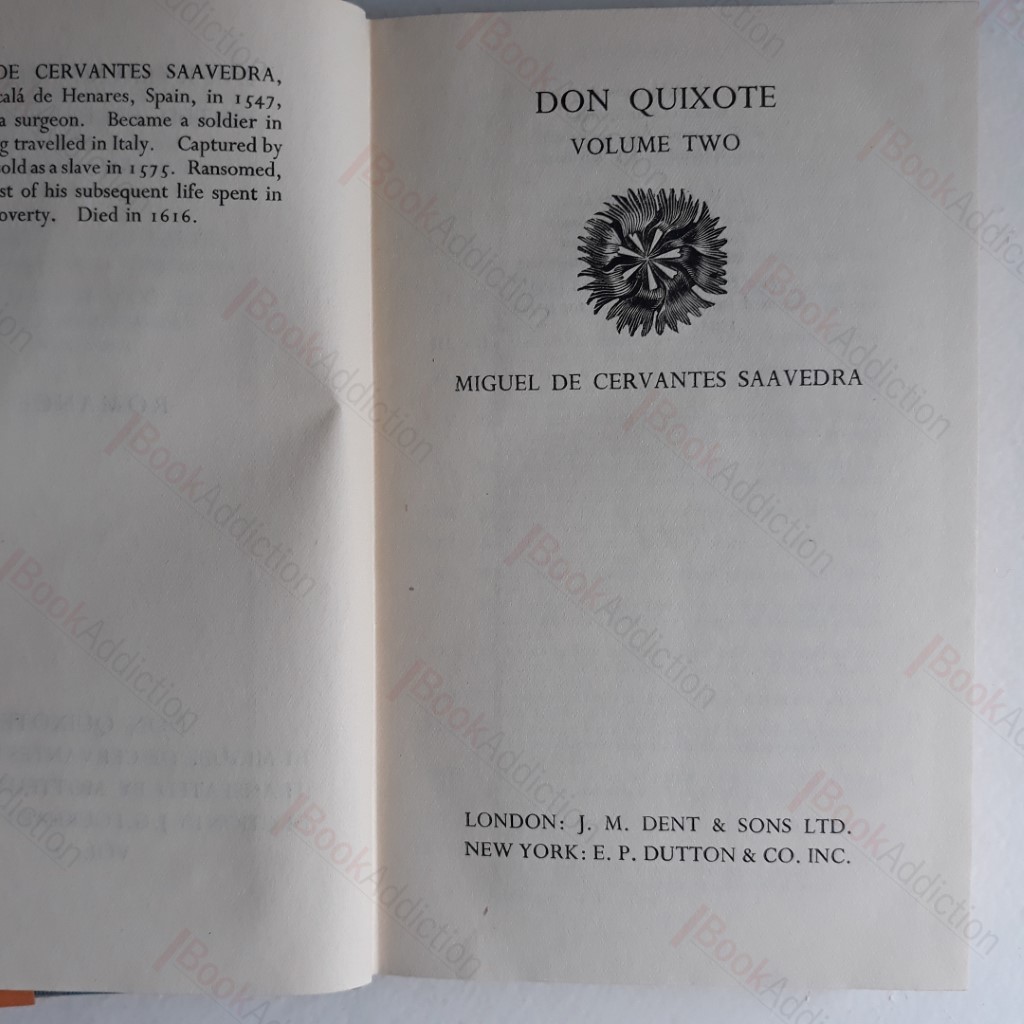 DE CERVANTES SAAVEDRA,
calá de Henares, Spain, in 1547,
a surgeon. Became a soldier in
g travelled in Italy. Captured by
old as a slave in 1575. Ransomed,
st of his subsequent life spent in
overty. Died in 1616.
DON QUIXOTE
VOLUME TWO
MIGUEL DE CERVANTES SAAVEDRA
LONDON: J. M. DENT & SONS LTD.
NEW YORK: E. P. DUTTON & CO. INC.
BookAddiction